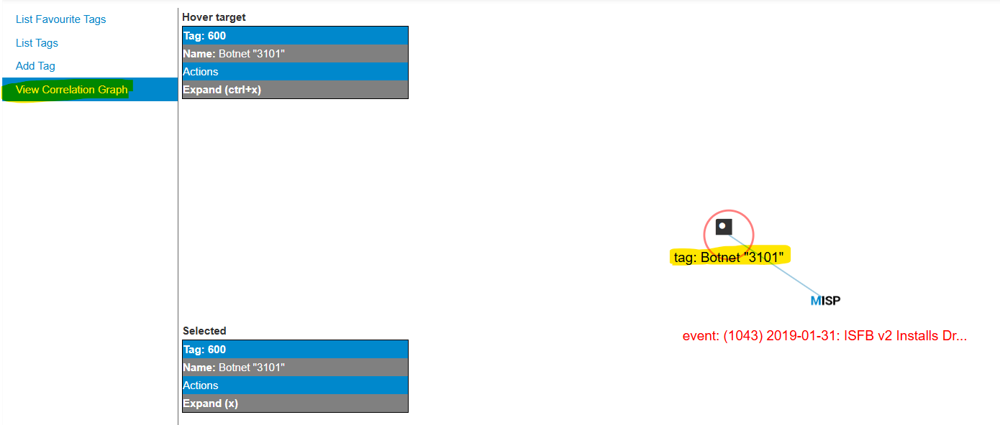 List Favourite Tags
List Tags
Add Tag
View Correlation Graph
Hover target
Tag: 600
Name: Botnet "3101"
Actions
Expand (ctrl+x)
tag: Botnet "3101"
MISP
event: (1043) 2019-01-31: ISFB v2 Installs Dr...
Selected
Tag: 600
Name: Botnet "3101"
Actions
Expand (x)